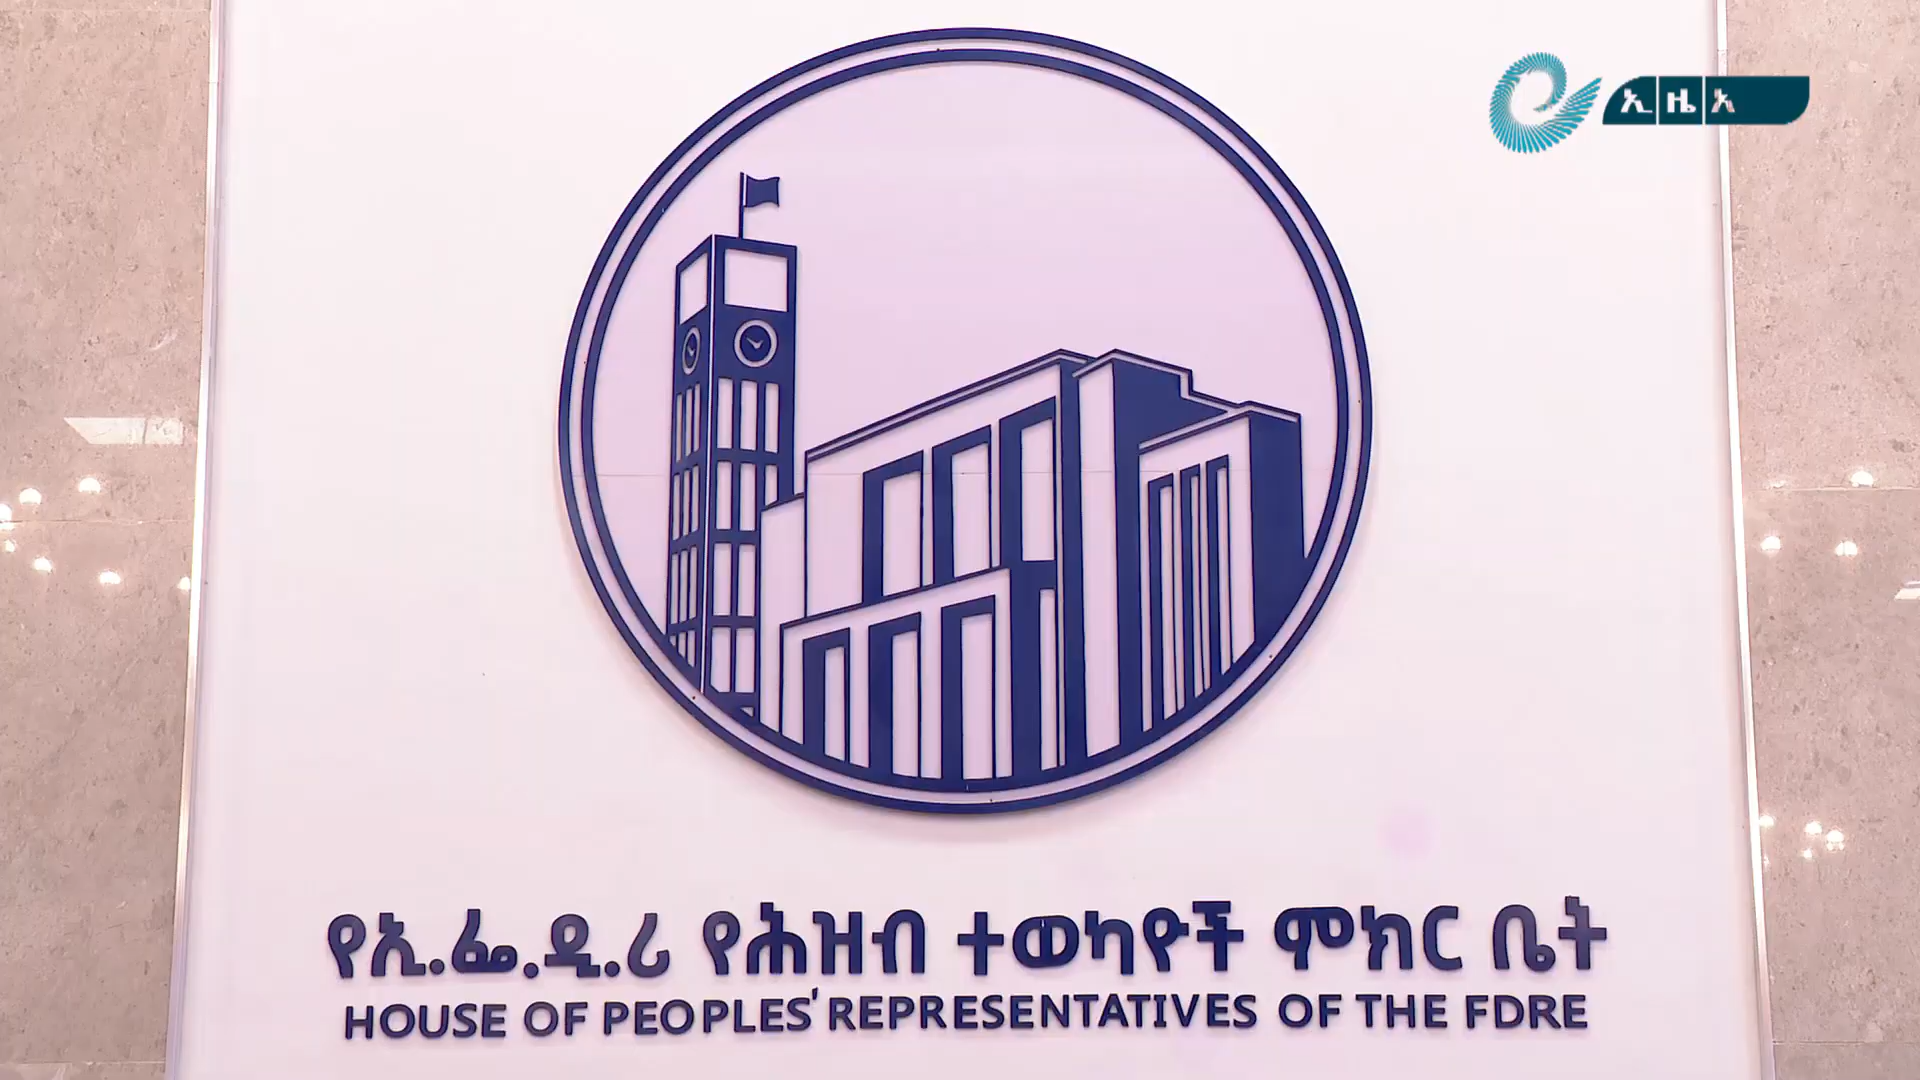 ኢዜአ
የኢ.ፌ.ዲ.ሪ የሕዝብ ተወካዮች ምክር ቤት
HOUSE OF PEOPLES' REPRESENTATIVES OF THE FDRE